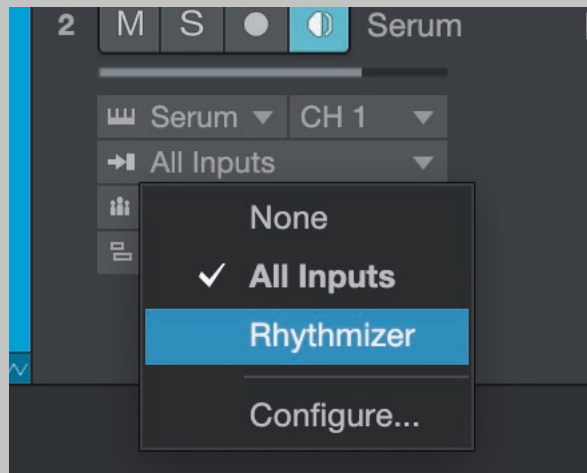 2 M S Serum
Serum CH 1
All Inputs
None
All Inputs
Rhythmizer
Configure...